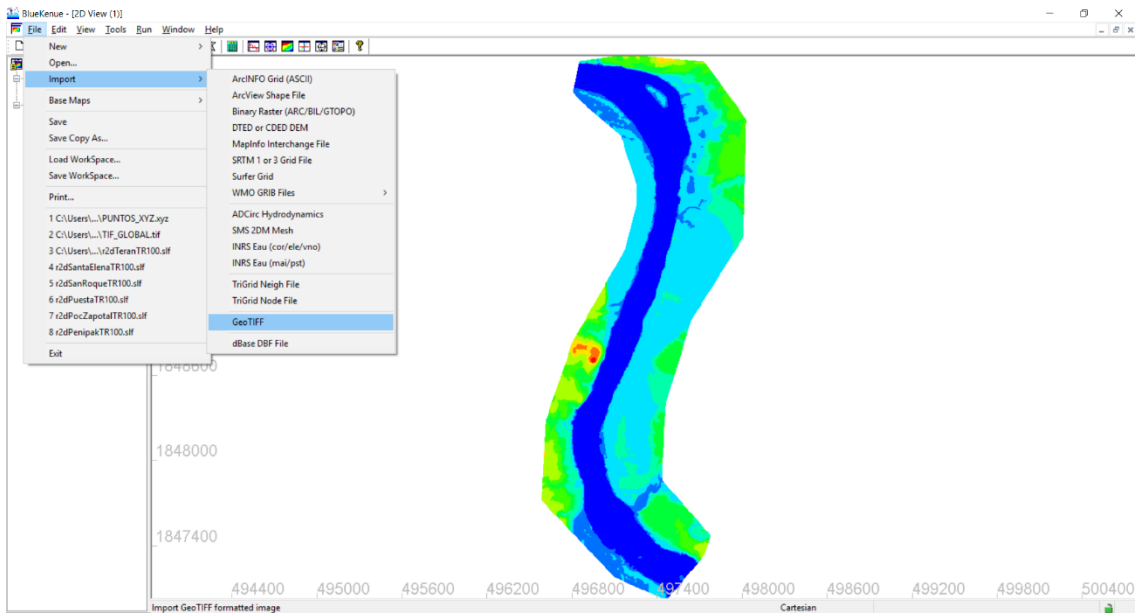 BlueKenue - [2D View (1)]
File Edit View Tools Run Window Help
New
Open...
Import
Base Maps
Save
Save Copy As...
Load WorkSpace...
Save WorkSpace...
Print...
1 C:\Users\...\PUNTOS_XYZ.xyz
2 C:\Users\...\TIF_GLOBAL.tif
3 C:\Users\...\r2dTeranTR100.slf
4 r2dSantaElenaTR100.slf
5 r2dSanRoqueTR100.slf
6 r2dPuestaTR100.slf
7 r2dPocZapotalTR100.slf
8 r2dPenipakTR100.slf
Exit
ArcINFO Grid (ASCII)
ArcView Shape File
Binary Raster (ARC/BIL/GTOPO)
DTED or CDED DEM
MapInfo Interchange File
SRTM 1 or 3 Grid File
Surfer Grid
WMO GRIB Files
ADCirc Hydrodynamics
SMS 2DM Mesh
INRS Eau (cor/ele/vno)
INRS Eau (mai/pst)
TriGrid Neigh File
TriGrid Node File
GeoTIFF
dBase DBF File
1848600
1848000
1847400
494400 495000 495600 496200 496800 497400 498000 498600 499200 499800 500400
Import GeoTIFF formatted image Cartesian